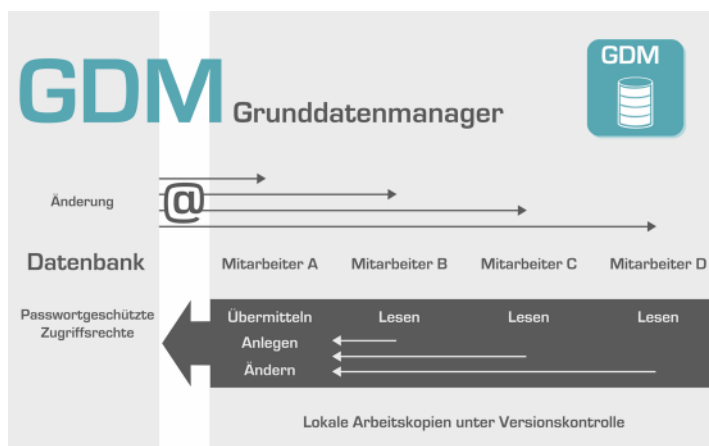 GDM
Grunddatenmanager
GDM
Änderung
@
Datenbank
Mitarbeiter A
Mitarbeiter B
Mitarbeiter C
Mitarbeiter D
Passwortgeschützte
Zugriffsrechte
Übermitteln
Lesen
Lesen
Lesen
Anlegen
Ändern
Lokale Arbeitskopien unter Versionskontrolle